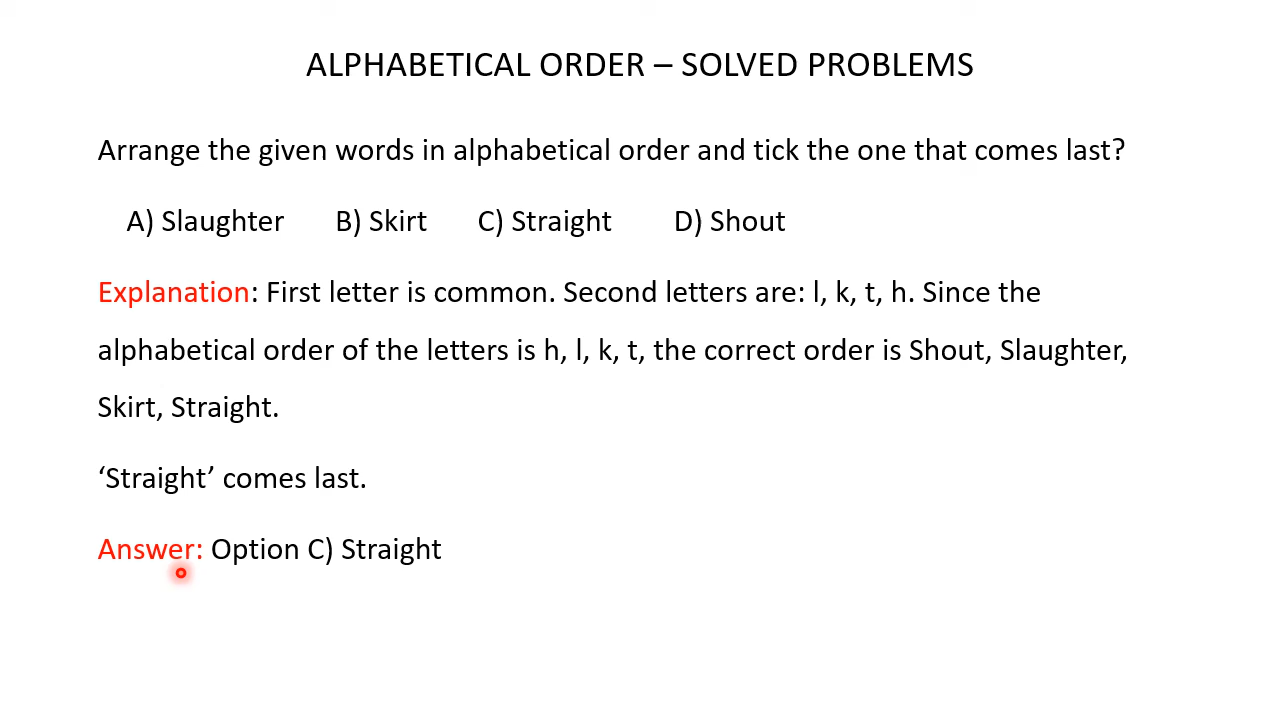 ALPHABETICAL ORDER – SOLVED PROBLEMS
Arrange the given words in alphabetical order and tick the one that comes last?
A) Slaughter B) Skirt C) Straight D) Shout
Explanation: First letter is common. Second letters are: l, k, t, h. Since the
alphabetical order of the letters is h, l, k, t, the correct order is Shout, Slaughter,
Skirt, Straight.
‘Straight’ comes last.
Answer: Option C) Straight